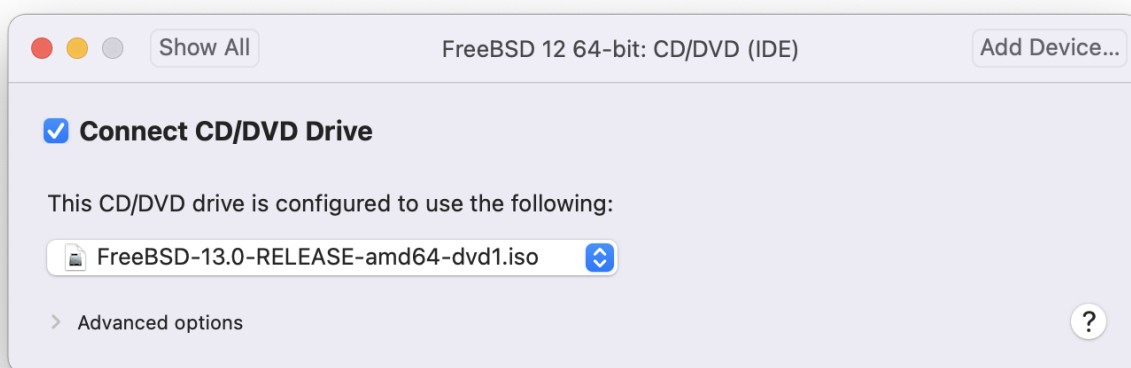 Show All FreeBSD 12 64-bit: CD/DVD (IDE) Add Device...
Connect CD/DVD Drive
This CD/DVD drive is configured to use the following:
FreeBSD-13.0-RELEASE-amd64-dvd1.iso
Advanced options ?